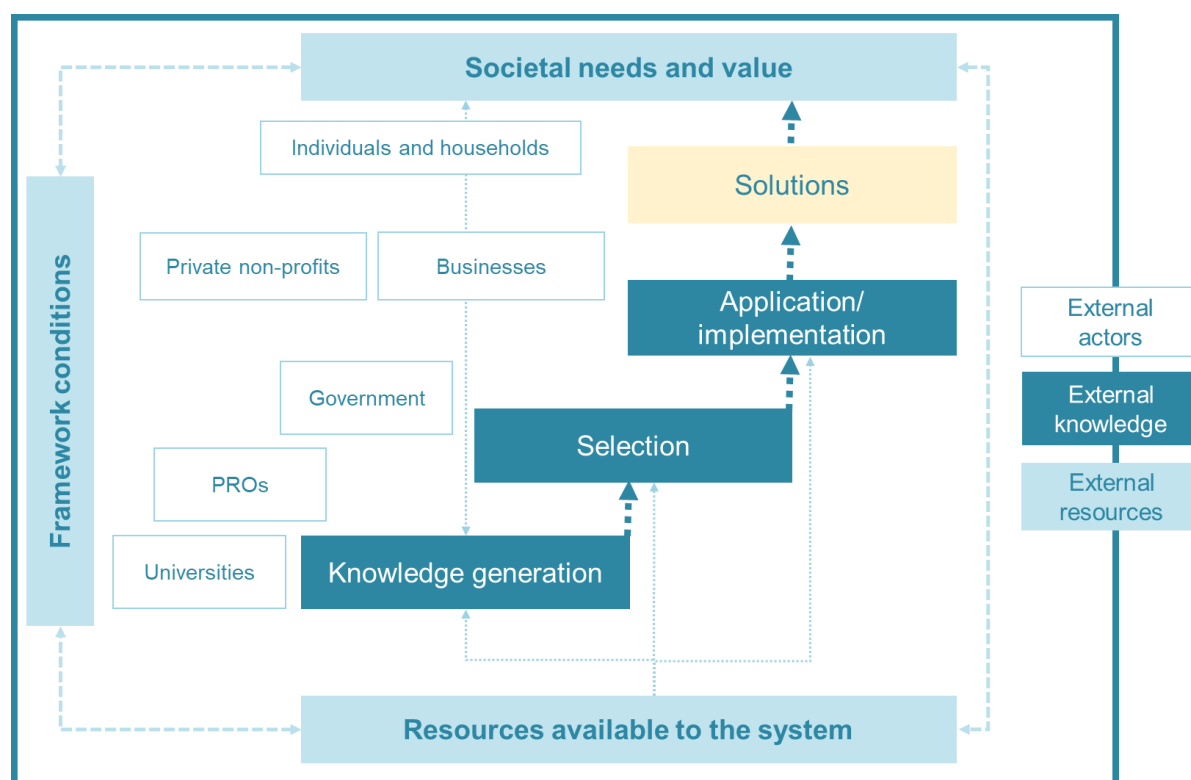 Societal needs and value
Individuals and households
Solutions
Private non-profits
Businesses
Framework conditions
Application/
implementation
External
actors
Government
External
knowledge
Selection
PROs
External
resources
Universities
Knowledge generation
Resources available to the system